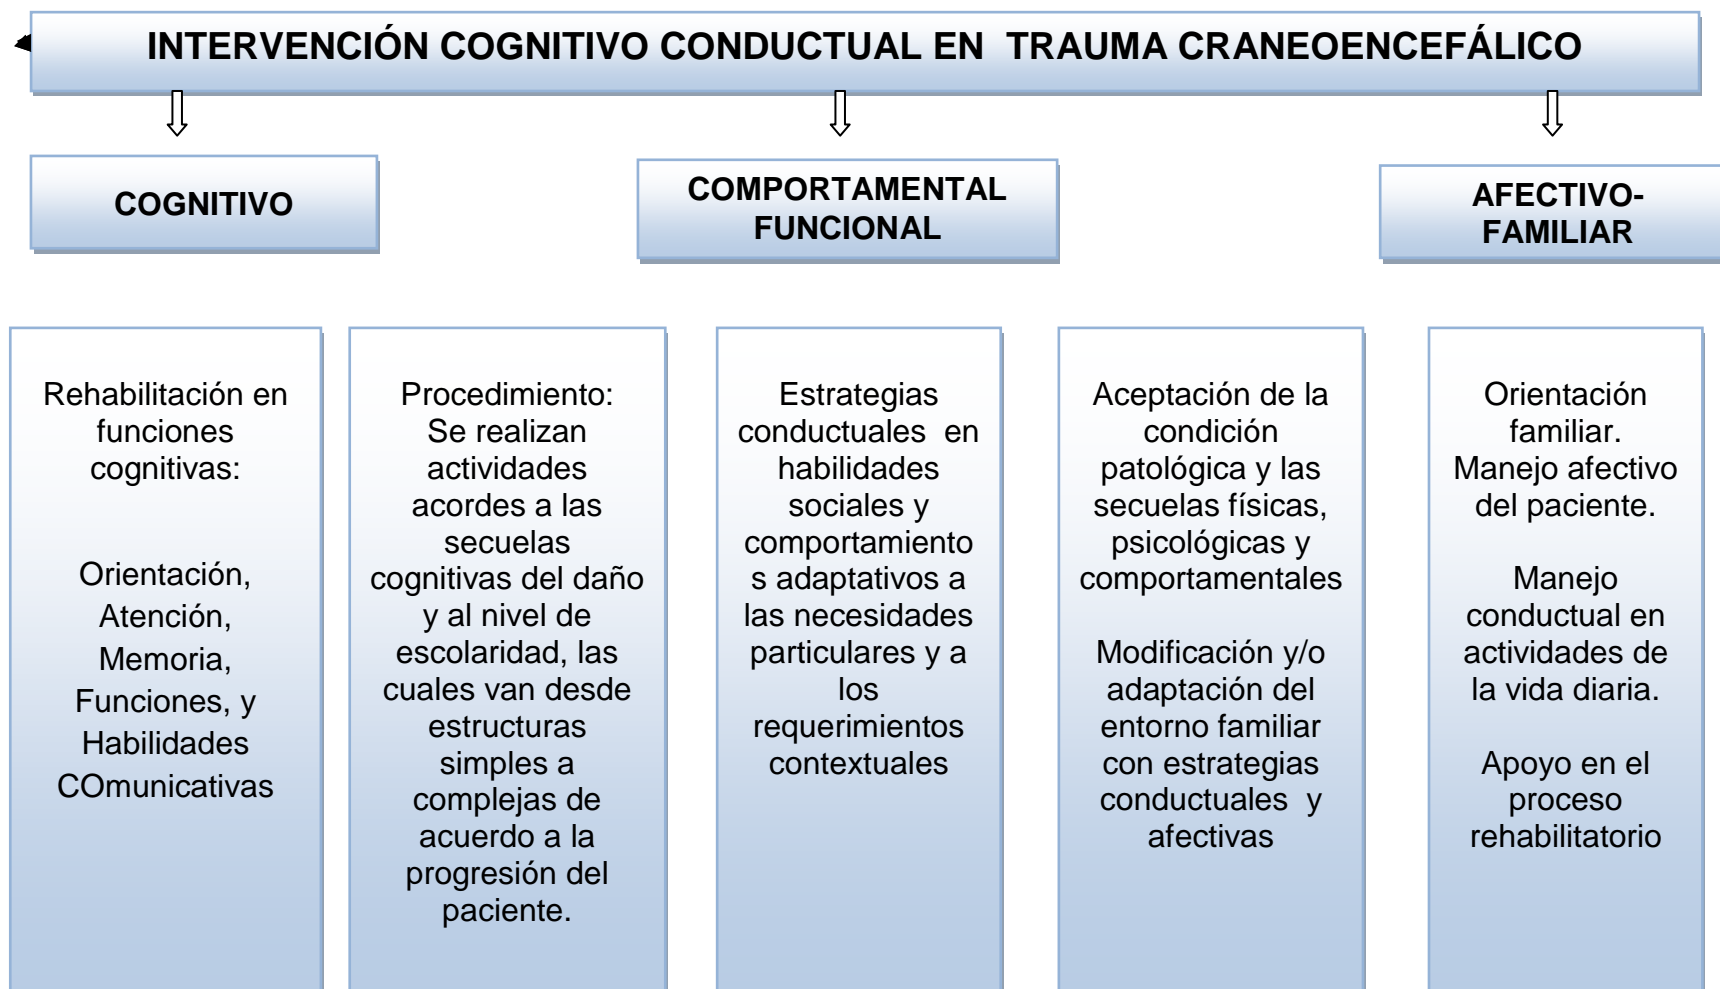 INTERVENCIÓN COGNITIVO CONDUCTUAL EN  TRAUMA CRANEOENCEFÁLICO
COGNITIVO
COMPORTAMENTAL
FUNCIONAL
AFECTIVO-
FAMILIAR
Rehabilitación en
funciones
cognitivas:
Orientación,
Atención,
Memoria,
Funciones, y
Habilidades
COmunicativas
Procedimiento:
Se realizan
actividades
acordes a las
secuelas
cognitivas del daño
y al nivel de
escolaridad, las
cuales van desde
estructuras
simples a
complejas de
acuerdo a la
progresión del
paciente.
Estrategias
conductuales  en
habilidades
sociales y
comportamiento
s adaptativos a
las necesidades
particulares y a
los
requerimientos
contextuales
Aceptación de la
condición
patológica y las
secuelas físicas,
psicológicas y
comportamentales
Modificación y/o
adaptación del
entorno familiar
con estrategias
conductuales  y
afectivas
Orientación
familiar.
Manejo afectivo
del paciente.
Manejo
conductual en
actividades de
la vida diaria.
Apoyo en el
proceso
rehabilitatorio